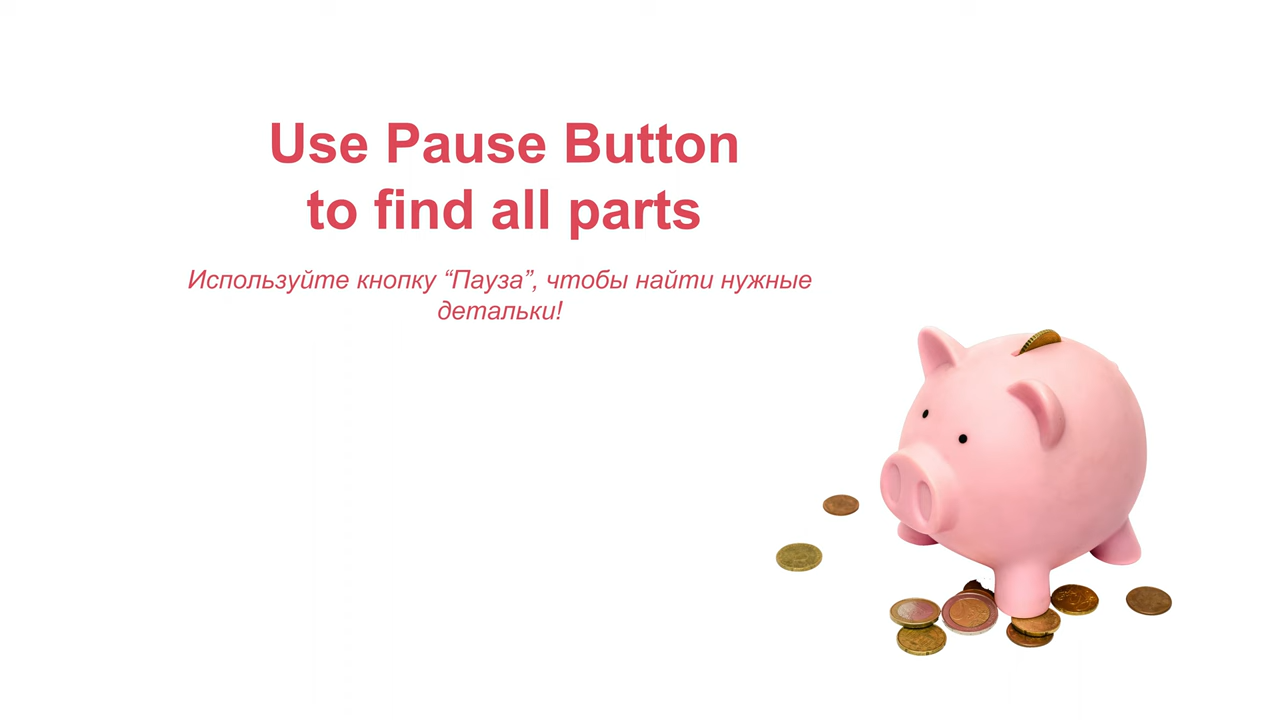 Use Pause Button
to find all parts
Используйте кнопку “Пауза”, чтобы найти нужные
детальки!